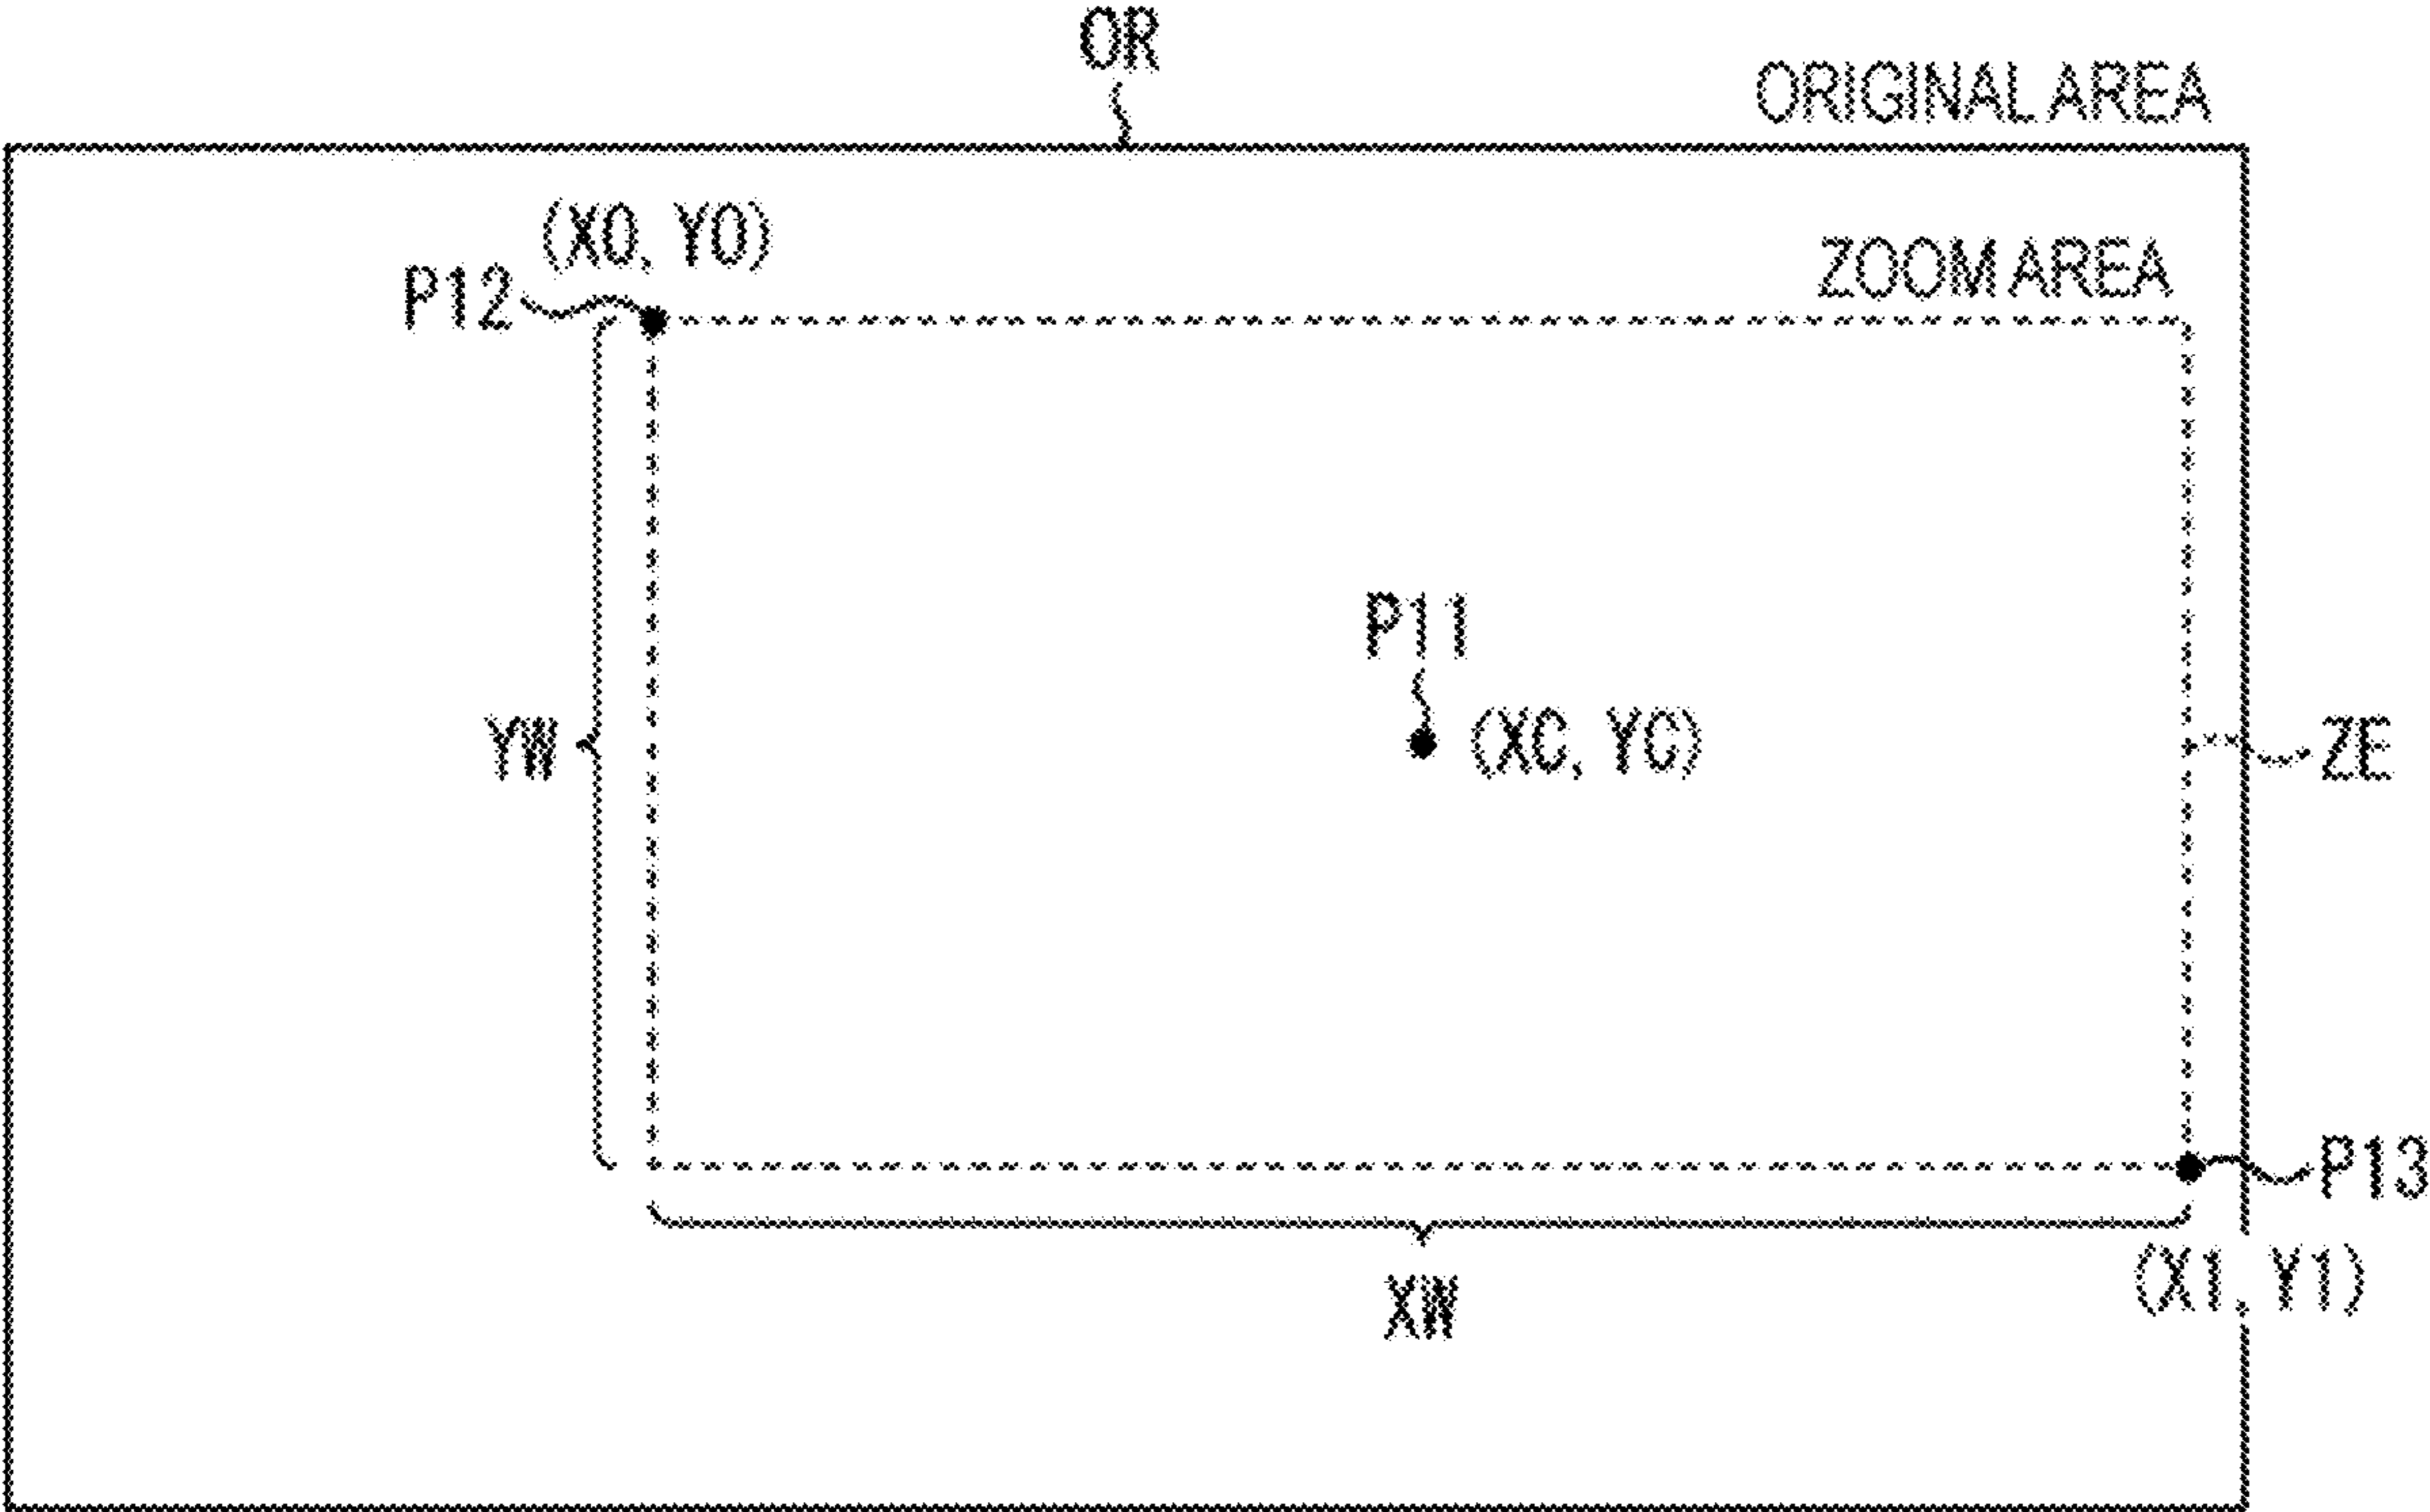 OR
ORIGINAL AREA
(X0, Y0)
ZOOM AREA
P12
P11
YW
(XC, YC)
ZE
P13
(X1, Y1)
XW